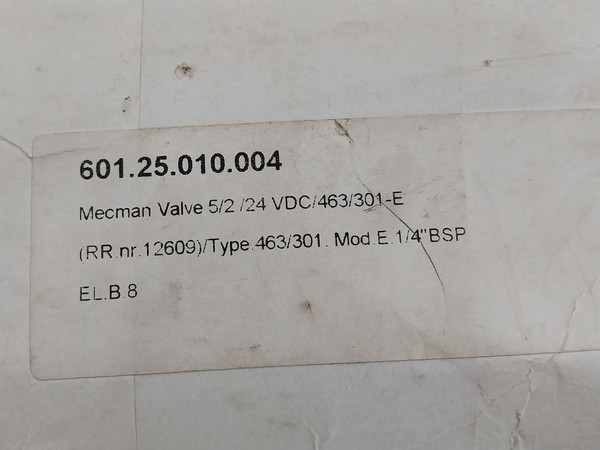 601.25.010.004
Mecman Valve 5/2 /24 VDC/463/301-E
(RR.nr.12609)/Type.463/301. Mod.E.1/4"BSP
EL.B.8